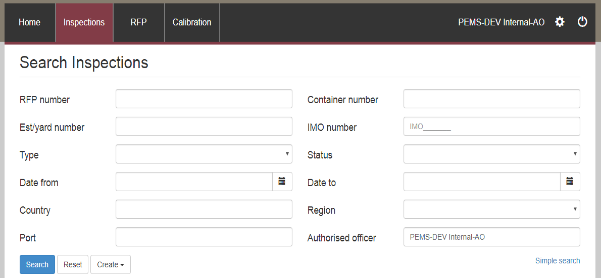 Home Inspections RFP Calibration PEMS-DEV Internal-AO
Search Inspections
RFP number Container number
Est/yard number IMO number IMO_______
Type Status
Date from Date to
Country Region
Port Authorised officer PEMS-DEV Internal-AO
Search Reset Create Simple search